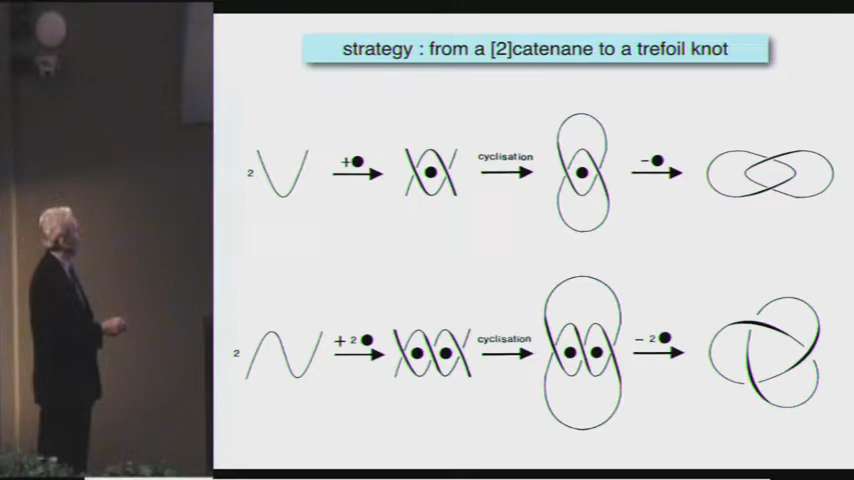 strategy : from a [2]catenane to a trefoil knot
2 +● cyclisation −●
2 + 2 ● cyclisation − 2 ●